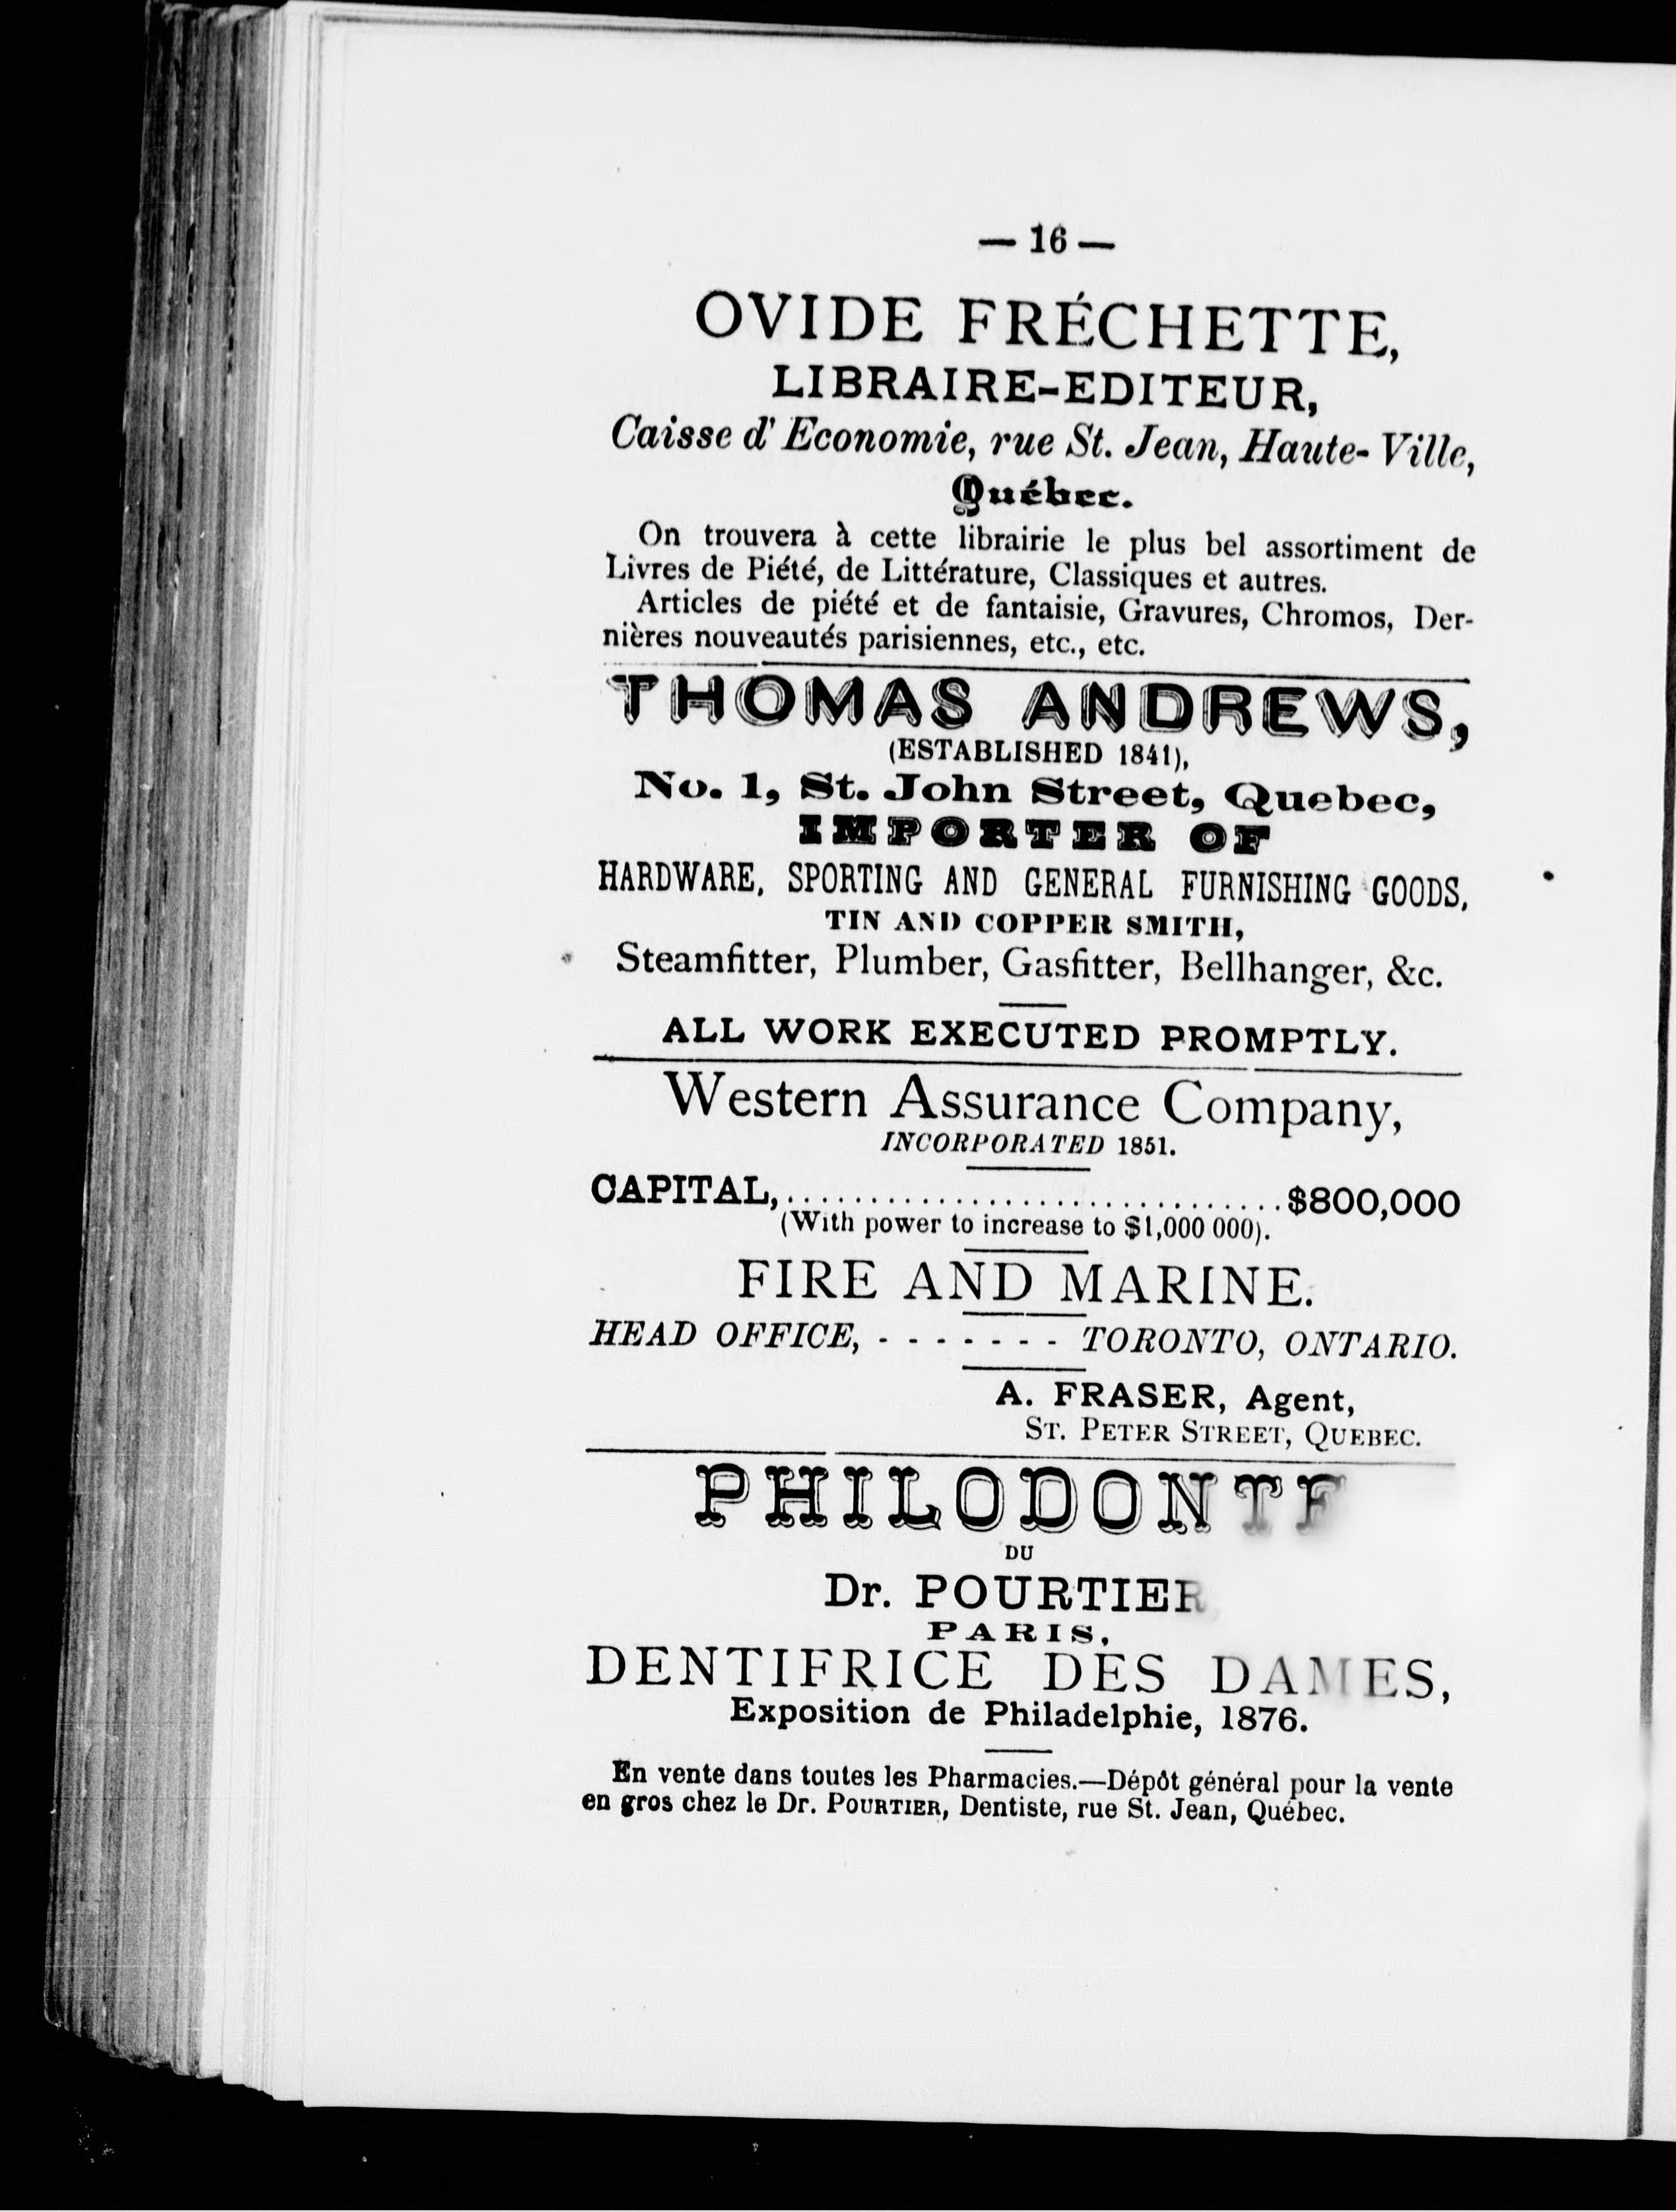 — 16 —
OVIDE FRÉCHETTE,
LIBRAIRE-EDITEUR,
Caisse d'Economie, rue St. Jean, Haute-Ville,
Québec.
On trouvera à cette librairie le plus bel assortiment de
Livres de Piété, de Littérature, Classiques et autres.
Articles de piété et de fantaisie, Gravures, Chromos, Der-
nières nouveautés parisiennes, etc., etc.
THOMAS ANDREWS,
(ESTABLISHED 1841),
No. 1, St. John Street, Quebec,
IMPORTER OF
HARDWARE, SPORTING AND GENERAL FURNISHING GOODS,
TIN AND COPPER SMITH,
Steamfitter, Plumber, Gasfitter, Bellhanger, &c.
ALL WORK EXECUTED PROMPTLY.
Western Assurance Company,
INCORPORATED 1851.
CAPITAL,................................$800,000
(With power to increase to $1,000 000).
FIRE AND MARINE.
HEAD OFFICE, - - - - - - - TORONTO, ONTARIO.
A. FRASER, Agent,
ST. PETER STREET, QUEBEC.
PHILODONTE
DU
Dr. POURTIER
PARIS,
DENTIFRICE DES DAMES,
Exposition de Philadelphie, 1876.
En vente dans toutes les Pharmacies.—Dépôt général pour la vente
en gros chez le Dr. POURTIER, Dentiste, rue St. Jean, Québec.